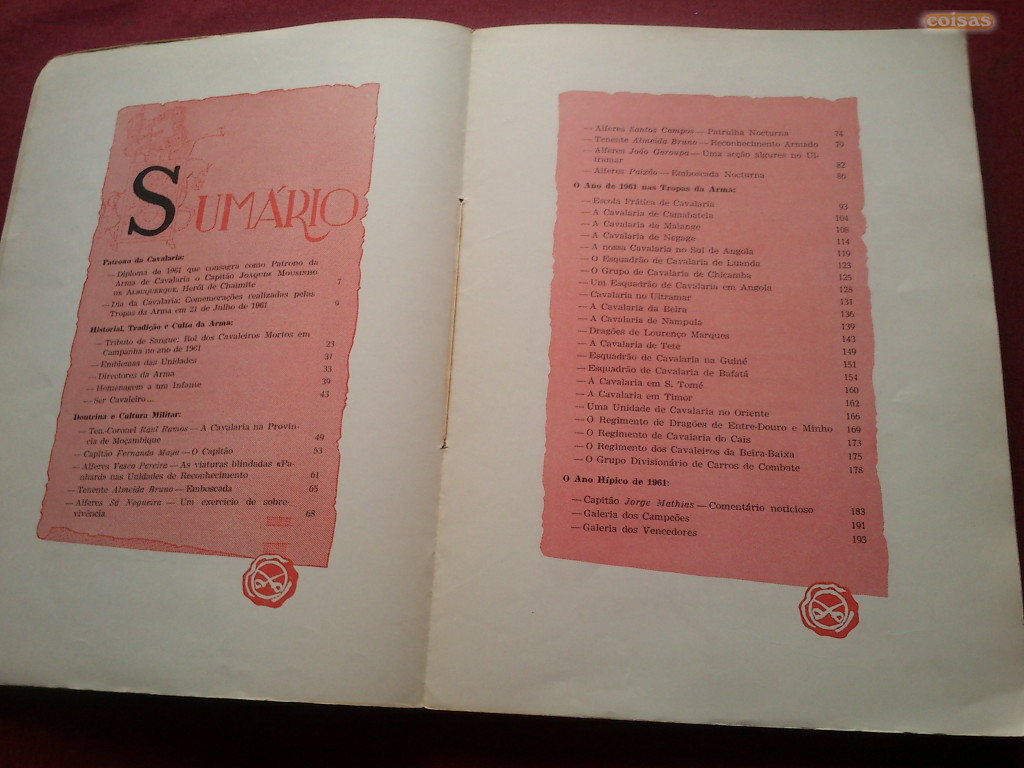 coisas
SUMÁRIO
Patrono da Cavalaria:
— Diploma de 1961 que consagra como Patrono da
Arma de Cavalaria o Capitão JOAQUIM MOUSINHO
DE ALBUQUERQUE, Herói de Chaimite 7
— Dia da Cavalaria: Comemorações realizadas pelas
Tropas da Arma em 21 de Julho de 1961 9
Historial, Tradição e Culto da Arma:
— Tributo de Sangue. Rol dos Cavaleiros Mortos em
Campanha no ano de 1961 23
— Emblemas das Unidades 31
— Directores da Arma 33
— Homenagem a um Infante 39
— Ser Cavaleiro... 43
Doutrina e Cultura Militar:
— Ten.-Coronel Raúl Ramos — A Cavalaria na Provín-
cia de Moçambique 49
— Capitão Fernando Maso — O Capitão 53
— Alferes Vasco Pereira — As viaturas blindadas «Pa-
nhard» nas Unidades de Reconhecimento 61
— Tenente Almeida Bruno — Emboscada 65
— Alferes Sá Nogueira — Um exercício de sobre-
vivência 68
— Alferes Santos Campos — Patrulha Nocturna 74
— Tenente Almeida Bruno — Reconhecimento Armado 79
— Alferes João Garoupa — Uma acção algures no Ul-
tramar 82
— Alferes Paixão — Emboscada Nocturna 86
O Ano de 1961 nas Tropas da Arma:
— Escola Prática de Cavalaria 93
— A Cavalaria de Camabatela 104
— A Cavalaria de Malange 108
— A Cavalaria de Negage 114
— A nossa Cavalaria no Sul de Angola 119
— O Esquadrão de Cavalaria de Luanda 123
— O Grupo de Cavalaria de Chicamba 125
— Um Esquadrão de Cavalaria em Angola 128
— Cavalaria no Ultramar 131
— A Cavalaria da Beira 136
— A Cavalaria de Nampula 139
— Dragões de Lourenço Marques 143
— A Cavalaria de Tete 149
— Esquadrão de Cavalaria na Guiné 151
— Esquadrão de Cavalaria de Bafatá 154
— A Cavalaria em S. Tomé 160
— A Cavalaria em Timor 162
— Uma Unidade de Cavalaria no Oriente 166
— O Regimento de Dragões de Entre-Douro e Minho 169
— O Regimento de Cavalaria do Cais 173
— O Regimento dos Cavaleiros da Beira-Baixa 175
— O Grupo Divisionário de Carros de Combate 178
O Ano Hípico de 1961:
— Capitão Jorge Mathias — Comentário noticioso 183
— Galeria dos Campeões 191
— Galeria dos Vencedores 193